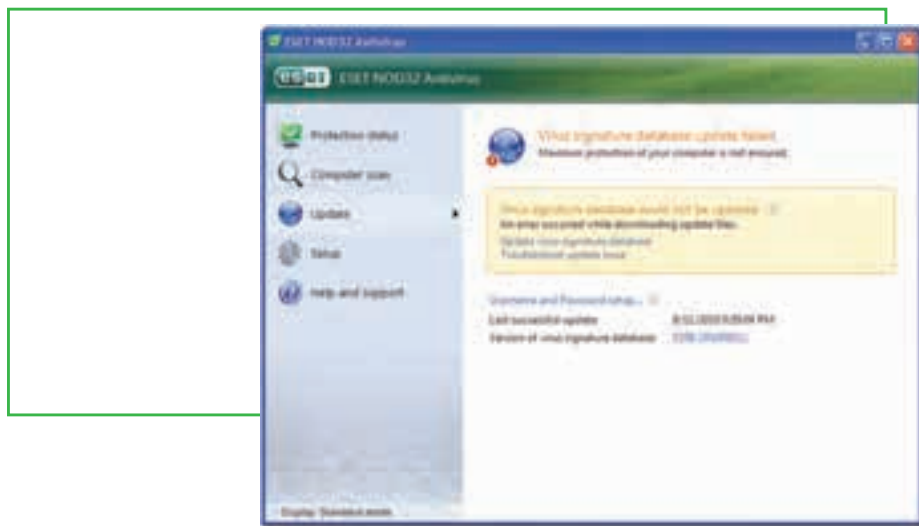 ESET NOD32 Antivirus
eset ESET NOD32 Antivirus
Protection status
Computer scan
Update
Setup
Help and support
Virus signature database update failed
Maximum protection of your computer is not ensured.
Virus signature database could not be updated
An error occurred while downloading update files.
Update virus signature database
Troubleshoot update issue
Username and Password setup...
Last successful update:
Version of virus signature database:
Display: Standard mode